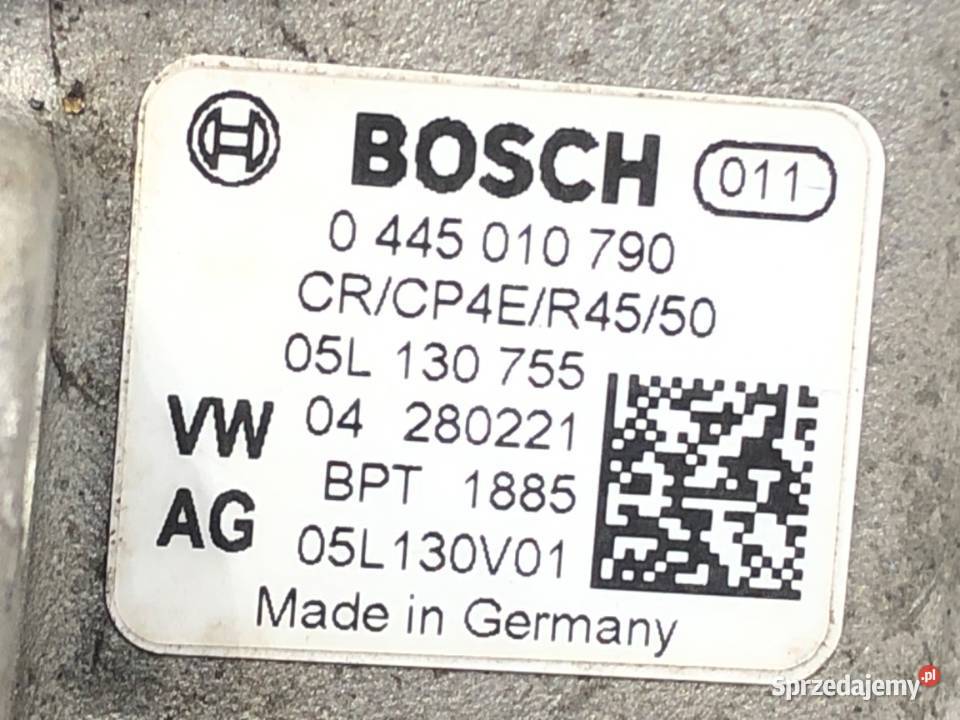 BOSCH 011
0 445 010 790
CR/CP4E/R45/50
05L 130 755
VW 04 280221
BPT 1885
AG 05L130V01
Made in Germany
Sprzedajemy.pl